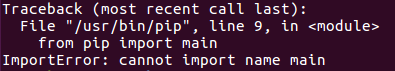 Traceback (most recent call last):
  File "/usr/bin/pip", line 9, in <module>
    from pip import main
ImportError: cannot import name main